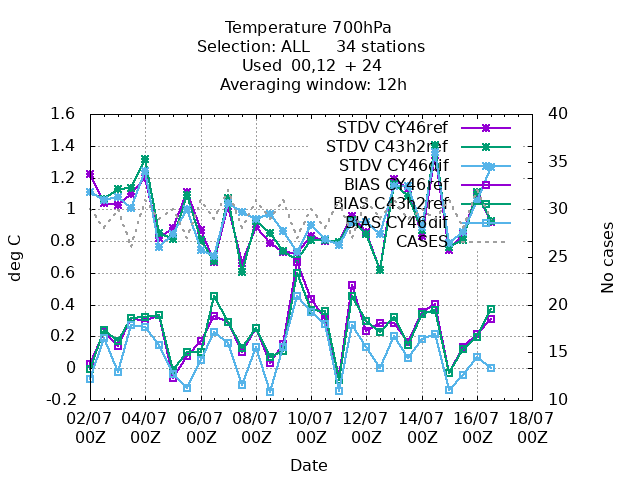 Temperature 700hPa
Selection: ALL 34 stations
Used 00,12 + 24
Averaging window: 12h
1.6
1.4
1.2
1
0.8
0.6
0.4
0.2
0
-0.2
deg C
40
35
30
25
20
15
10
No cases
STDV CY46ref
STDV C43h2ref
STDV CY46dif
BIAS CY46ref
BIAS C43h2ref
BIAS CY46dif
CASES
02/07 04/07 06/07 08/07 10/07 12/07 14/07 16/07 18/07
00Z 00Z 00Z 00Z 00Z 00Z 00Z 00Z 00Z
Date